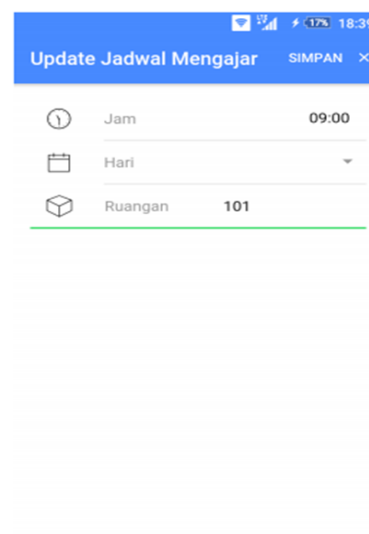 17% 18:39
Update Jadwal Mengajar SIMPAN ×
Jam 09:00
Hari
Ruangan 101